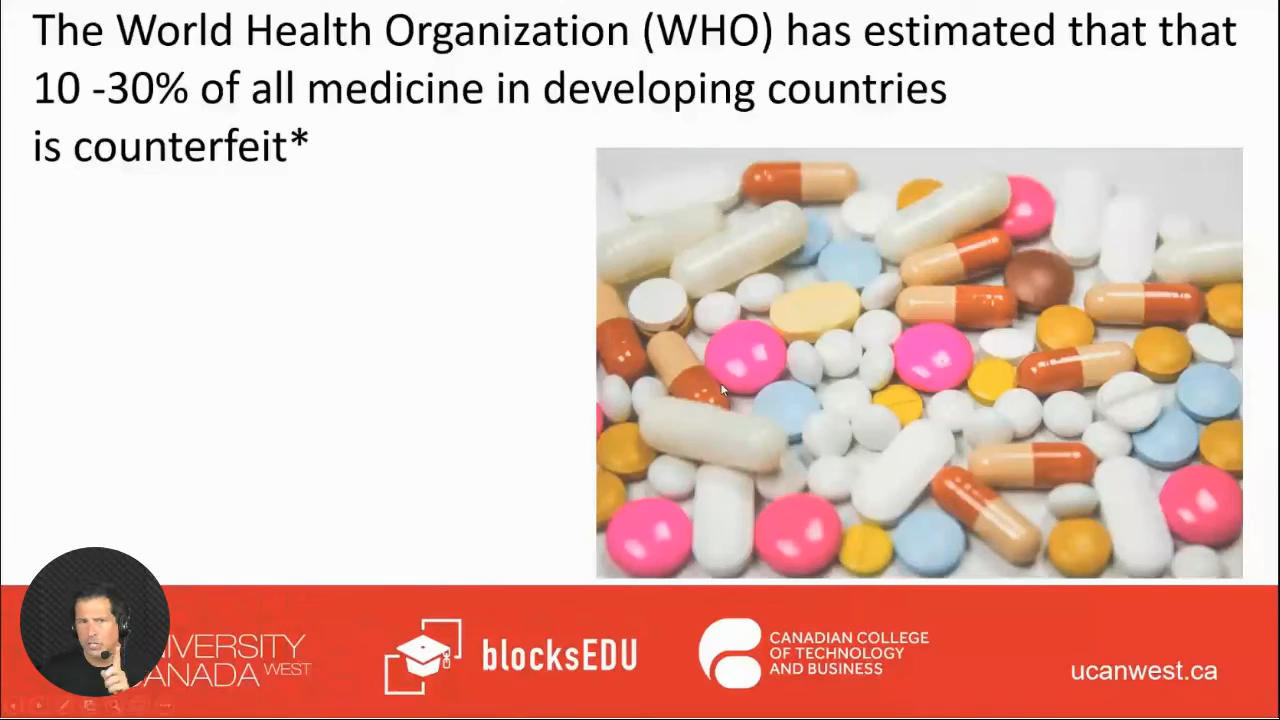 The World Health Organization (WHO) has estimated that that
10 -30% of all medicine in developing countries
is counterfeit*
NIVERSITY
CANADA WEST
blocksEDU
CANADIAN COLLEGE
OF TECHNOLOGY
AND BUSINESS
ucanwest.ca